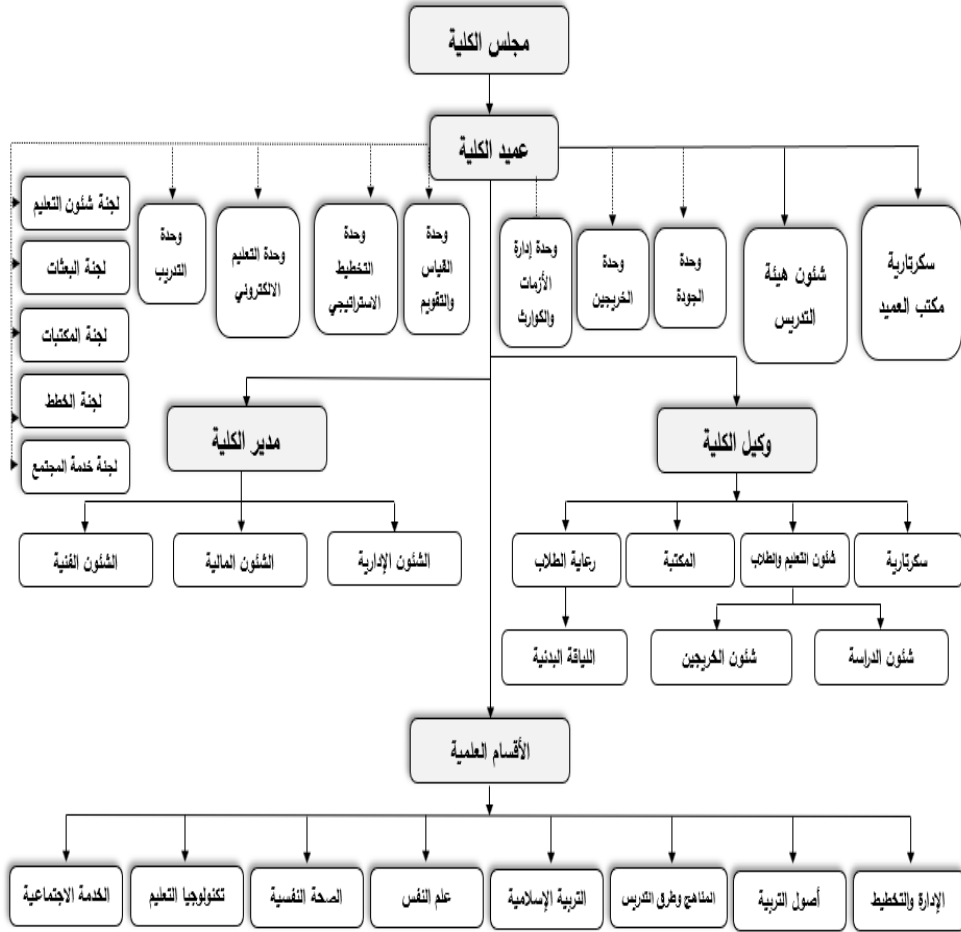 مجلس الكلية
عميد الكلية
سكرتارية
مكتب العميد
شئون هيئة
التدريس
وحدة
الجودة
وحدة
الخريجين
وحدة إدارة
الأزمات
والكوارث
وحدة
القياس
والتقويم
وحدة
التخطيط
الاستراتيجي
وحدة التعليم
الالكتروني
وحدة
التدريب
لجنة شئون التعليم
لجنة البعثات
لجنة المكتبات
لجنة الخطط
لجنة خدمة المجتمع
وكيل الكلية
مدير الكلية
سكرتارية
شئون التعليم والطلاب
المكتبة
رعاية الطلاب
الشئون الإدارية
الشئون المالية
الشئون الفنية
شئون الدراسة
شئون الخريجين
اللياقة البدنية
الأقسام العلمية
الإدارة والتخطيط
أصول التربية
المناهج وطرق التدريس
التربية الإسلامية
علم النفس
الصحة النفسية
تكنولوجيا التعليم
الخدمة الاجتماعية